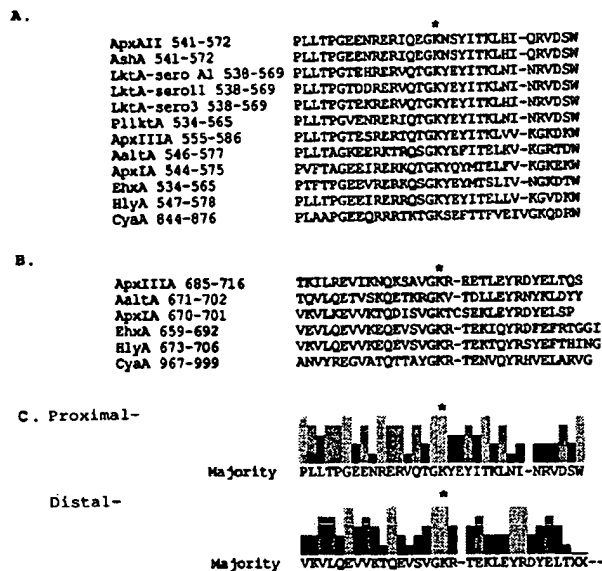 A.
*
ApxAII 541-572 PLLTPGEENRERIQEGKNSYITKLHI-QRVDSW
AshA 541-572 PLLTPGEENRERIQEGKNSYITKLHI-QRVDSW
LktA-sero A1 538-569 PLLTPGTEHRERVQTGKYEYITKLNI-NRVDSW
LktA-sero11 538-569 PLLTPGTDDRERVQTGKYEYITKLNI-NRVDSW
LktA-sero3 538-569 PLLTPGTEKRERVQTGKYEYITKLNI-NRVDSW
PllktA 534-565 PLLTPGVENRERIQTGKYEYITKLNI-NRVDSW
ApxIIIA 555-586 PLLTPGTESRERTQTGKYEYITKLVV-KGKDKW
AaltA 546-577 PLLTAGKEERKTRQSGKYEFITELKV-KGRTDW
ApxIA 544-575 PVFTAGEEIRERKQTGKYQYMTELFV-KGKEKW
EhxA 534-565 PTFTPGEEVRERKQSGKYEYMTSLIV-NGKDTW
HlyA 547-578 PLLTPGEEIRERRQSGKYEYITELLV-KGVDKW
CyaA 844-876 PLAAPGEEQRRRTKTGKSEFTTFVEIVGKQDRW
B.
*
ApxIIIA 685-716 TKILREVIKNQKSAVGKR-EETLEYRDYELTQS
AaltA 671-702 TQVLQETVSKQETKRGKV-TDLLEYRNYKLDYY
ApxIA 670-701 VKVLKEVVKTQDISVGKTCSEKLEYRDYELSP
EhxA 659-692 VEVLQEVVKEQEVSVGKR-TEKIQYRDFEFRTGGI
HlyA 673-706 VKVLQEVVKEQEVSVGKR-TEKTQYRSYEFTHING
CyaA 967-999 ANVYREGVATQTTAYGKR-TENVQYRHVELARVG
C. Proximal-
*
Majority PLLTPGEENRERVQTGKYEYITKLNI-NRVDSW
Distal-
*
Majority VKVLQEVVKTQEVSVGKR-TEKLEYRDYELTXX--